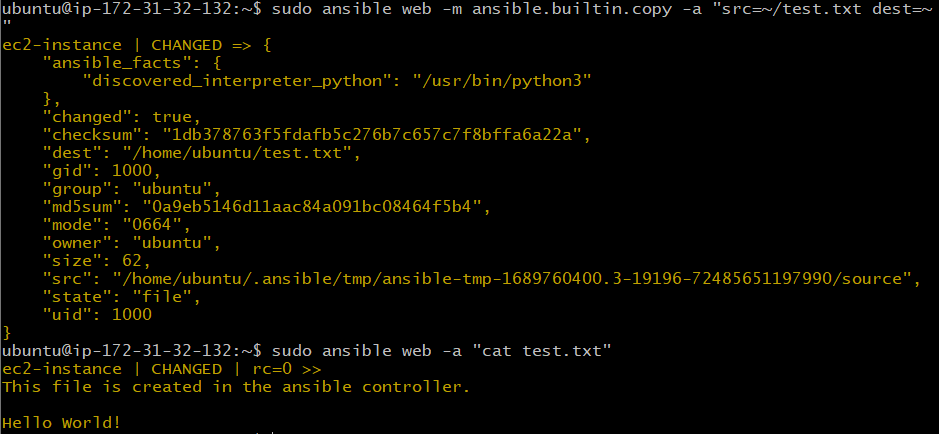 ubuntu@ip-172-31-32-132:~$ sudo ansible web -m ansible.builtin.copy -a "src=~/test.txt dest=~
"
ec2-instance | CHANGED => {
    "ansible_facts": {
        "discovered_interpreter_python": "/usr/bin/python3"
    },
    "changed": true,
    "checksum": "1db378763f5fdafb5c276b7c657c7f8bffa6a22a",
    "dest": "/home/ubuntu/test.txt",
    "gid": 1000,
    "group": "ubuntu",
    "md5sum": "0a9eb5146d11aac84a091bc08464f5b4",
    "mode": "0664",
    "owner": "ubuntu",
    "size": 62,
    "src": "/home/ubuntu/.ansible/tmp/ansible-tmp-1689760400.3-19196-72485651197990/source",
    "state": "file",
    "uid": 1000
}
ubuntu@ip-172-31-32-132:~$ sudo ansible web -a "cat test.txt"
ec2-instance | CHANGED | rc=0 >>
This file is created in the ansible controller.

Hello World!